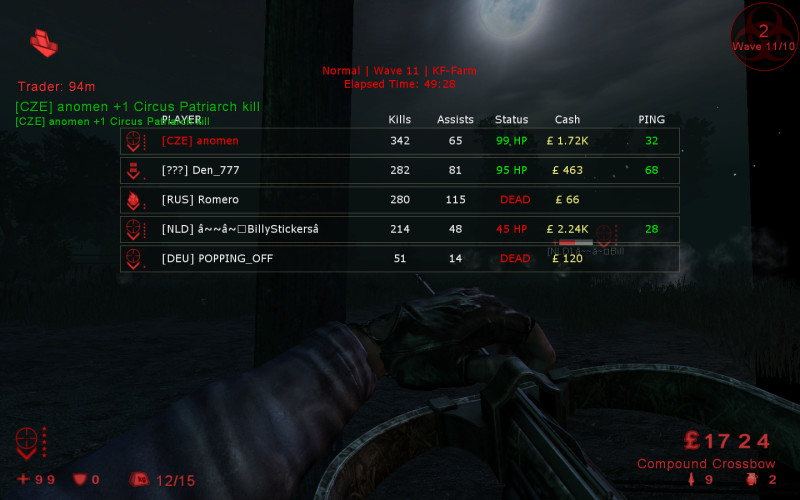 2
Wave 11/10
Normal | Wave 11 | KF-Farm
Elapsed Time: 49:28
Trader: 94m
[CZE] anomen +1 Circus Patriarch kill
[CZE] anomen +1 Circus Patriarch kill
PLAYER Kills Assists Status Cash PING
[CZE] anomen 342 65 99 HP £ 1.72K 32
[???] Den_777 282 81 95 HP £ 463 68
[RUS] Romero 280 115 DEAD £ 66
[NLD] â~~â~□BillyStickersâ 214 48 45 HP £ 2.24K 28
[NLD] â~~â~□Bill
[DEU] POPPING_OFF 51 14 DEAD £ 120
£1724
Compound Crossbow
99 0 12/15 9 2